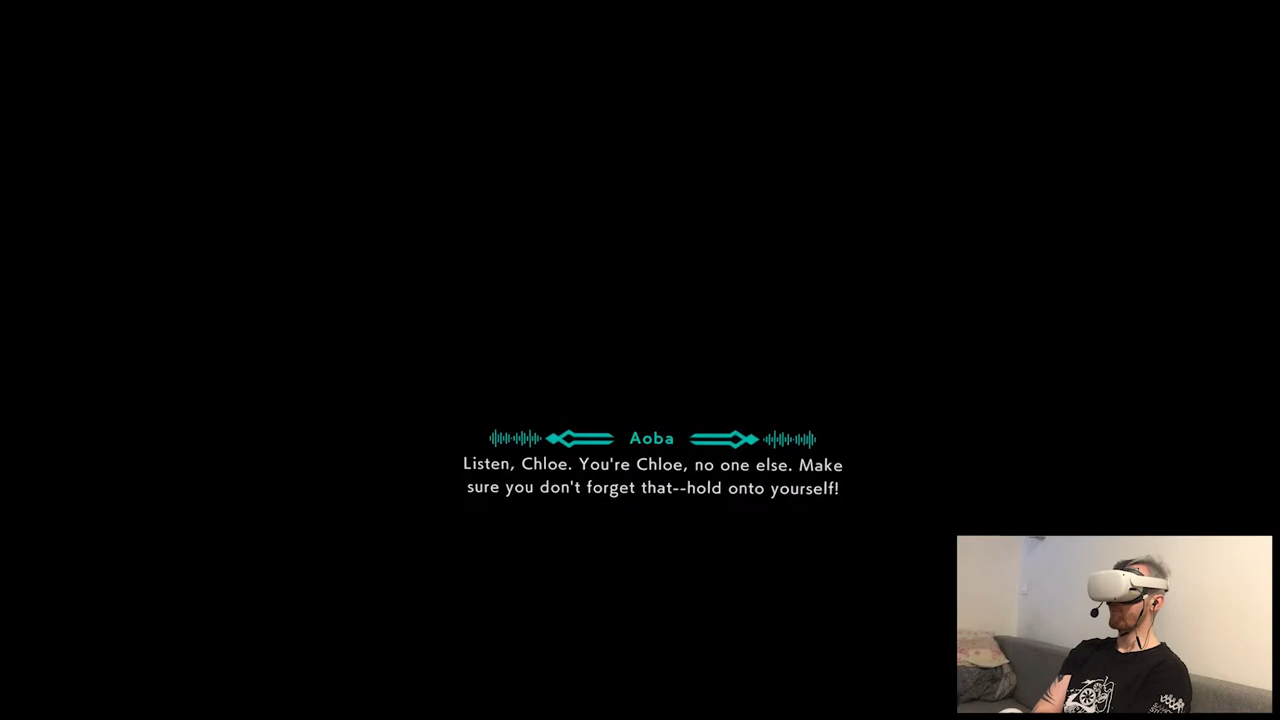 Aoba
Listen, Chloe. You're Chloe, no one else. Make
sure you don't forget that--hold onto yourself!